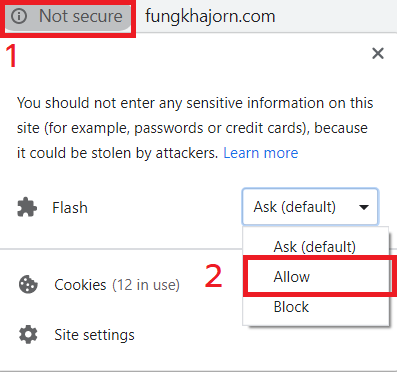 Not secure fungkhajorn.com
1
You should not enter any sensitive information on this
site (for example, passwords or credit cards), because
it could be stolen by attackers. Learn more
Flash Ask (default)
Ask (default)
Cookies (12 in use) 2 Allow
Block
Site settings